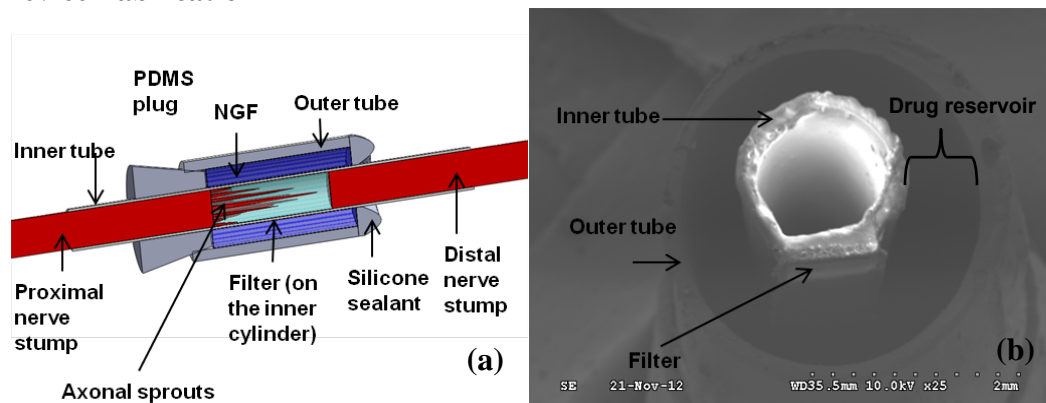 PDMS
plug
NGF
Outer tube
Inner tube
Proximal
nerve
stump
Filter (on
the inner
cylinder)
Silicone
sealant
Distal
nerve
stump
Axonal sprouts
(a)
Inner tube
Drug reservoir
Outer tube
Filter
(b)
SE 21-Nov-12 WD35.5mm 10.0kV x25 2mm